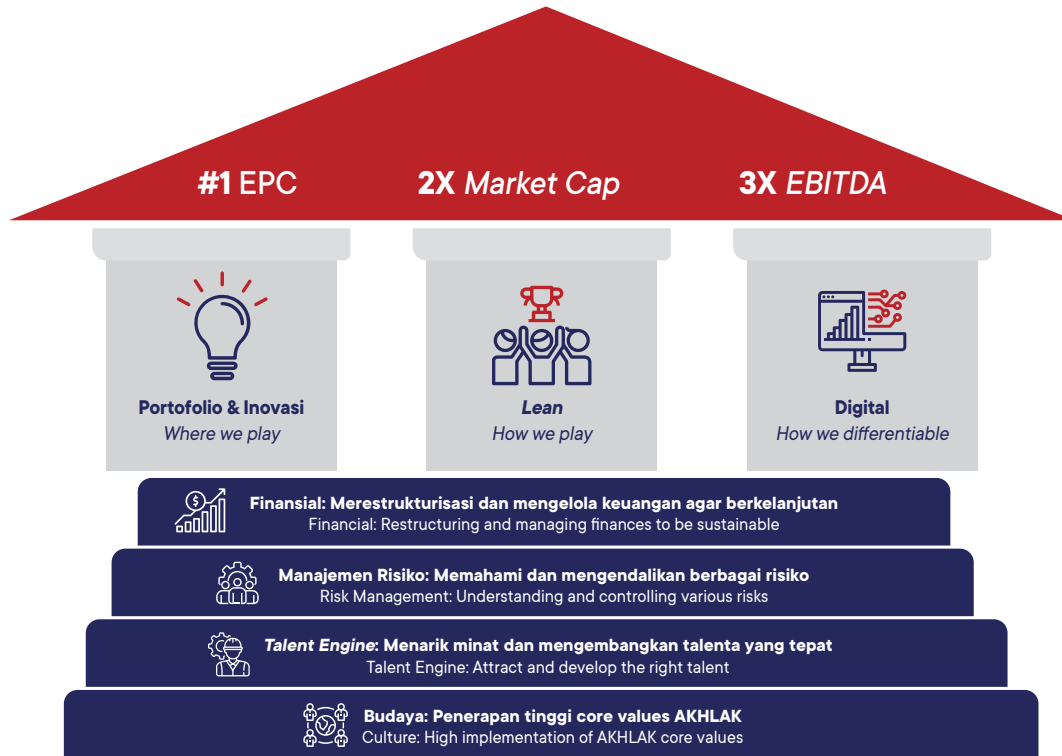 #1 EPC
2X Market Cap
3X EBITDA
Portofolio & Inovasi
Where we play
Lean
How we play
Digital
How we differentiable
$
Finansial: Merestrukturisasi dan mengelola keuangan agar berkelanjutan
Financial: Restructuring and managing finances to be sustainable
Manajemen Risiko: Memahami dan mengendalikan berbagai risiko
Risk Management: Understanding and controlling various risks
Talent Engine: Menarik minat dan mengembangkan talenta yang tepat
Talent Engine: Attract and develop the right talent
Budaya: Penerapan tinggi core values AKHLAK
Culture: High implementation of AKHLAK core values